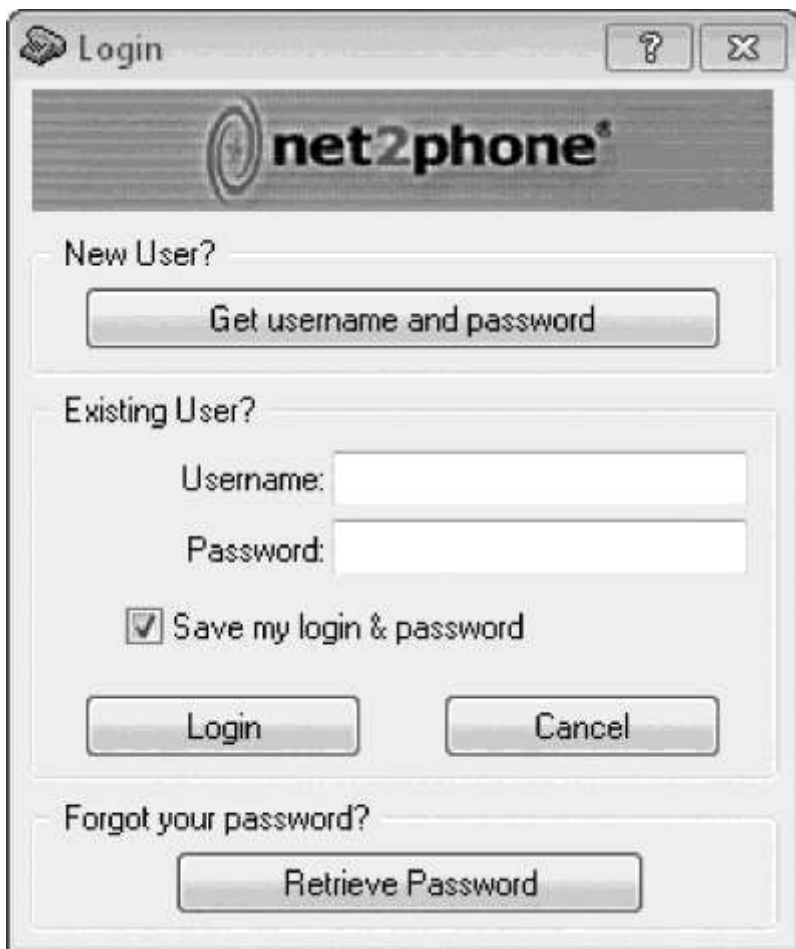 Login
net2phone®
New User?
Get username and password
Existing User?
Username:
Password:
Save my login & password
Login Cancel
Forgot your password?
Retrieve Password